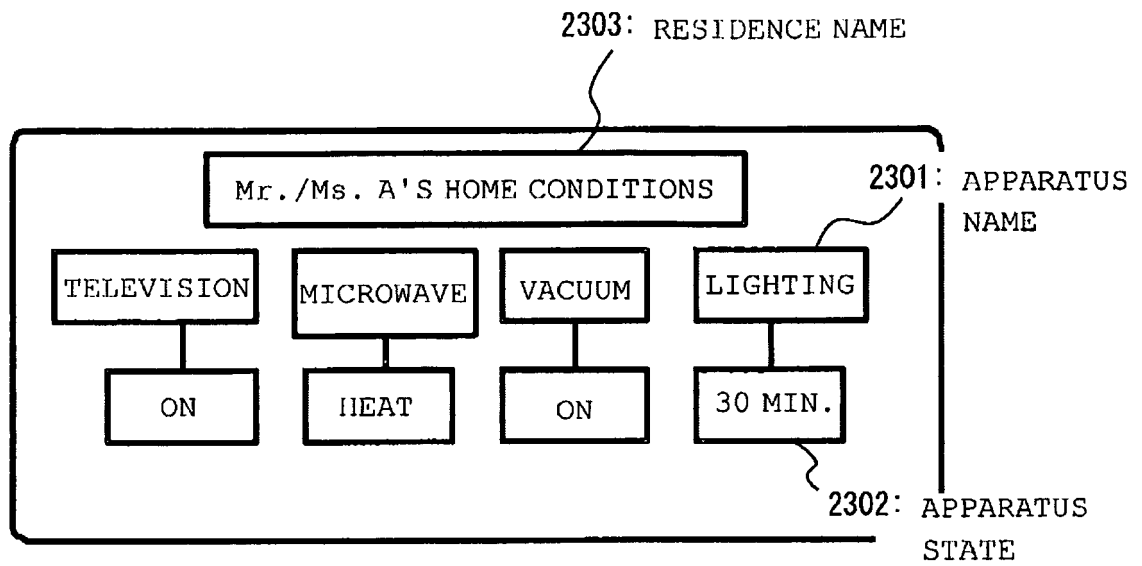 2303: RESIDENCE NAME
Mr./Ms. A'S HOME CONDITIONS
2301: APPARATUS
NAME
TELEVISION
MICROWAVE
VACUUM
LIGHTING
ON
HEAT
ON
30 MIN.
2302: APPARATUS
STATE